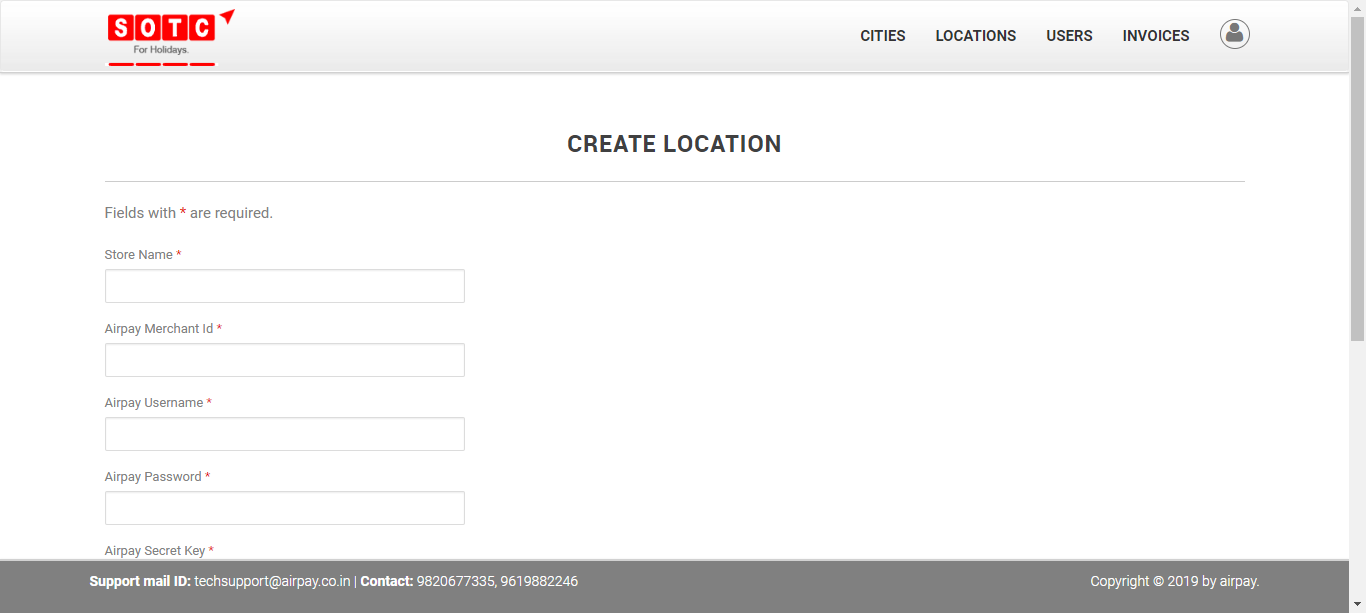 SOTC
For Holidays.
CITIES LOCATIONS USERS INVOICES
CREATE LOCATION
Fields with * are required.
Store Name *
Airpay Merchant Id *
Airpay Username *
Airpay Password *
Airpay Secret Key *
Support mail ID: techsupport@airpay.co.in | Contact: 9820677335, 9619882246
Copyright © 2019 by airpay.